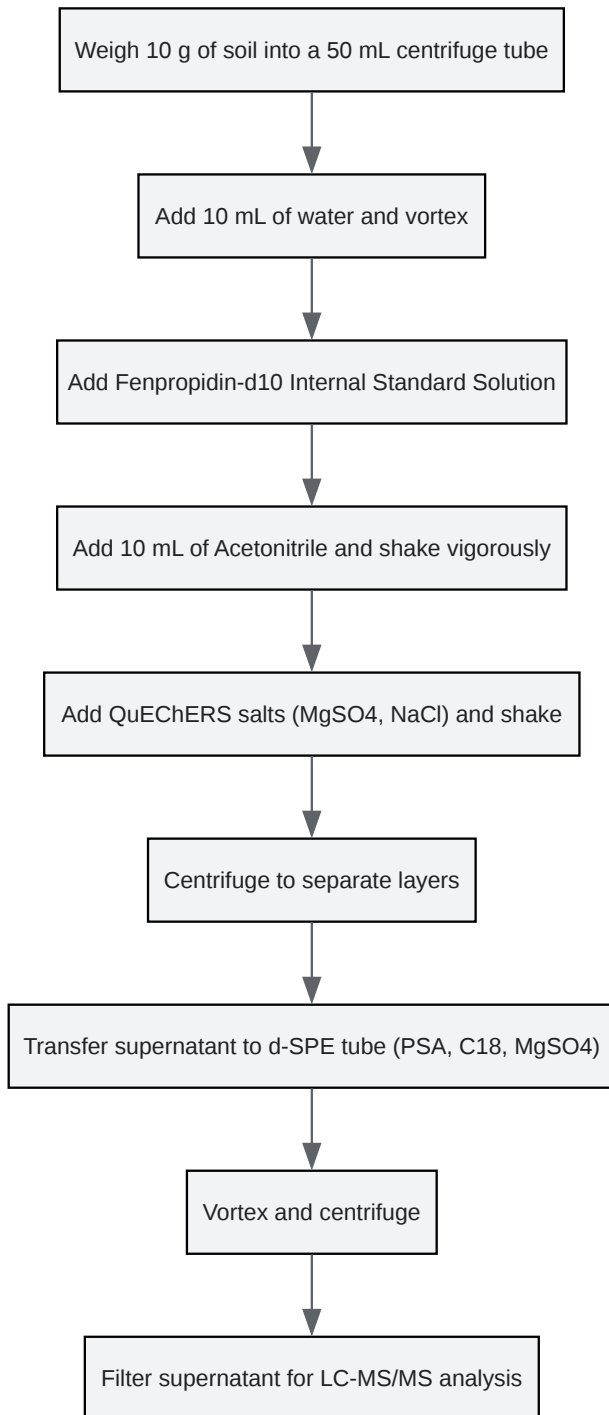 Weigh 10 g of soil into a 50 mL centrifuge tube
Add 10 mL of water and vortex
Add Fenpropidin-d10 Internal Standard Solution
Add 10 mL of Acetonitrile and shake vigorously
Add QuEChERS salts (MgSO4, NaCl) and shake
Centrifuge to separate layers
Transfer supernatant to d-SPE tube (PSA, C18, MgSO4)
Vortex and centrifuge
Filter supernatant for LC-MS/MS analysis